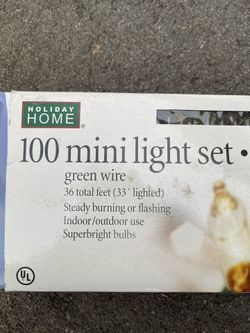 HOLIDAY
HOME®
100 mini light set •
green wire
36 total feet (33´ lighted)
Steady burning or flashing
Indoor/outdoor use
Superbright bulbs
UL